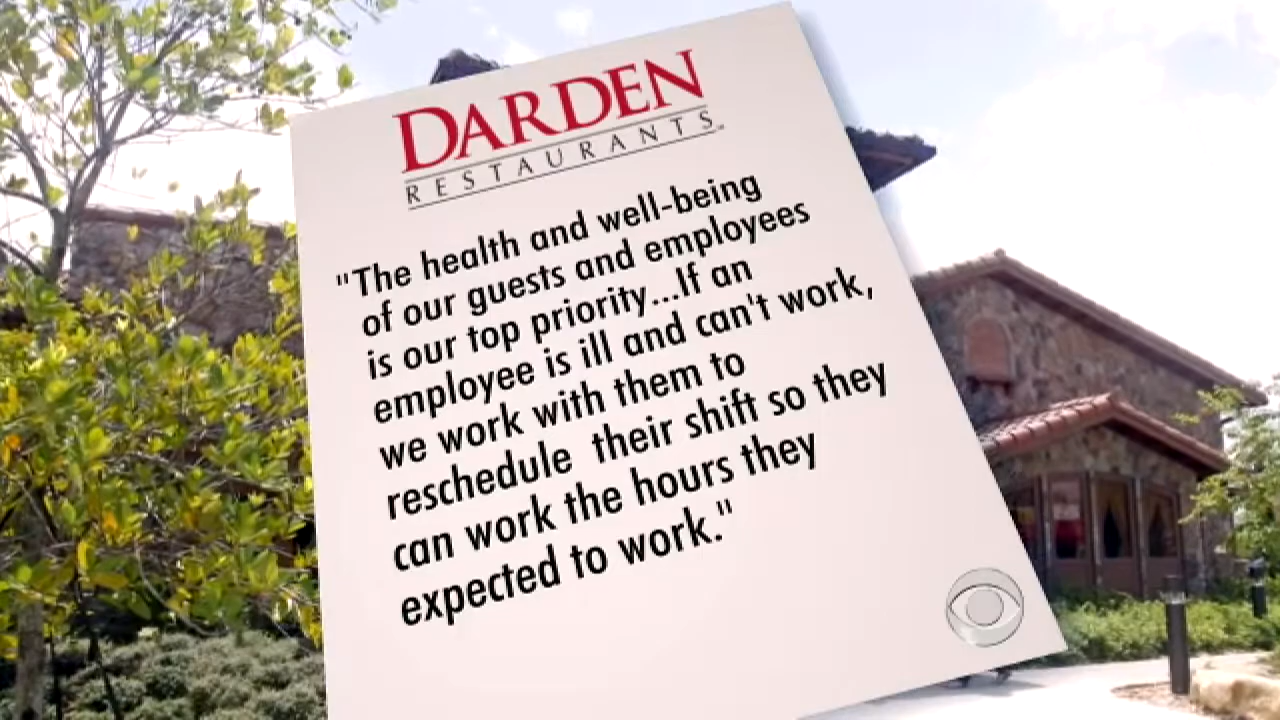 DARDEN
RESTAURANTS
"The health and well-being
of our guests and employees
is our top priority...If an
employee is ill and can't work,
we work with them to
reschedule their shift so they
can work the hours they
expected to work."